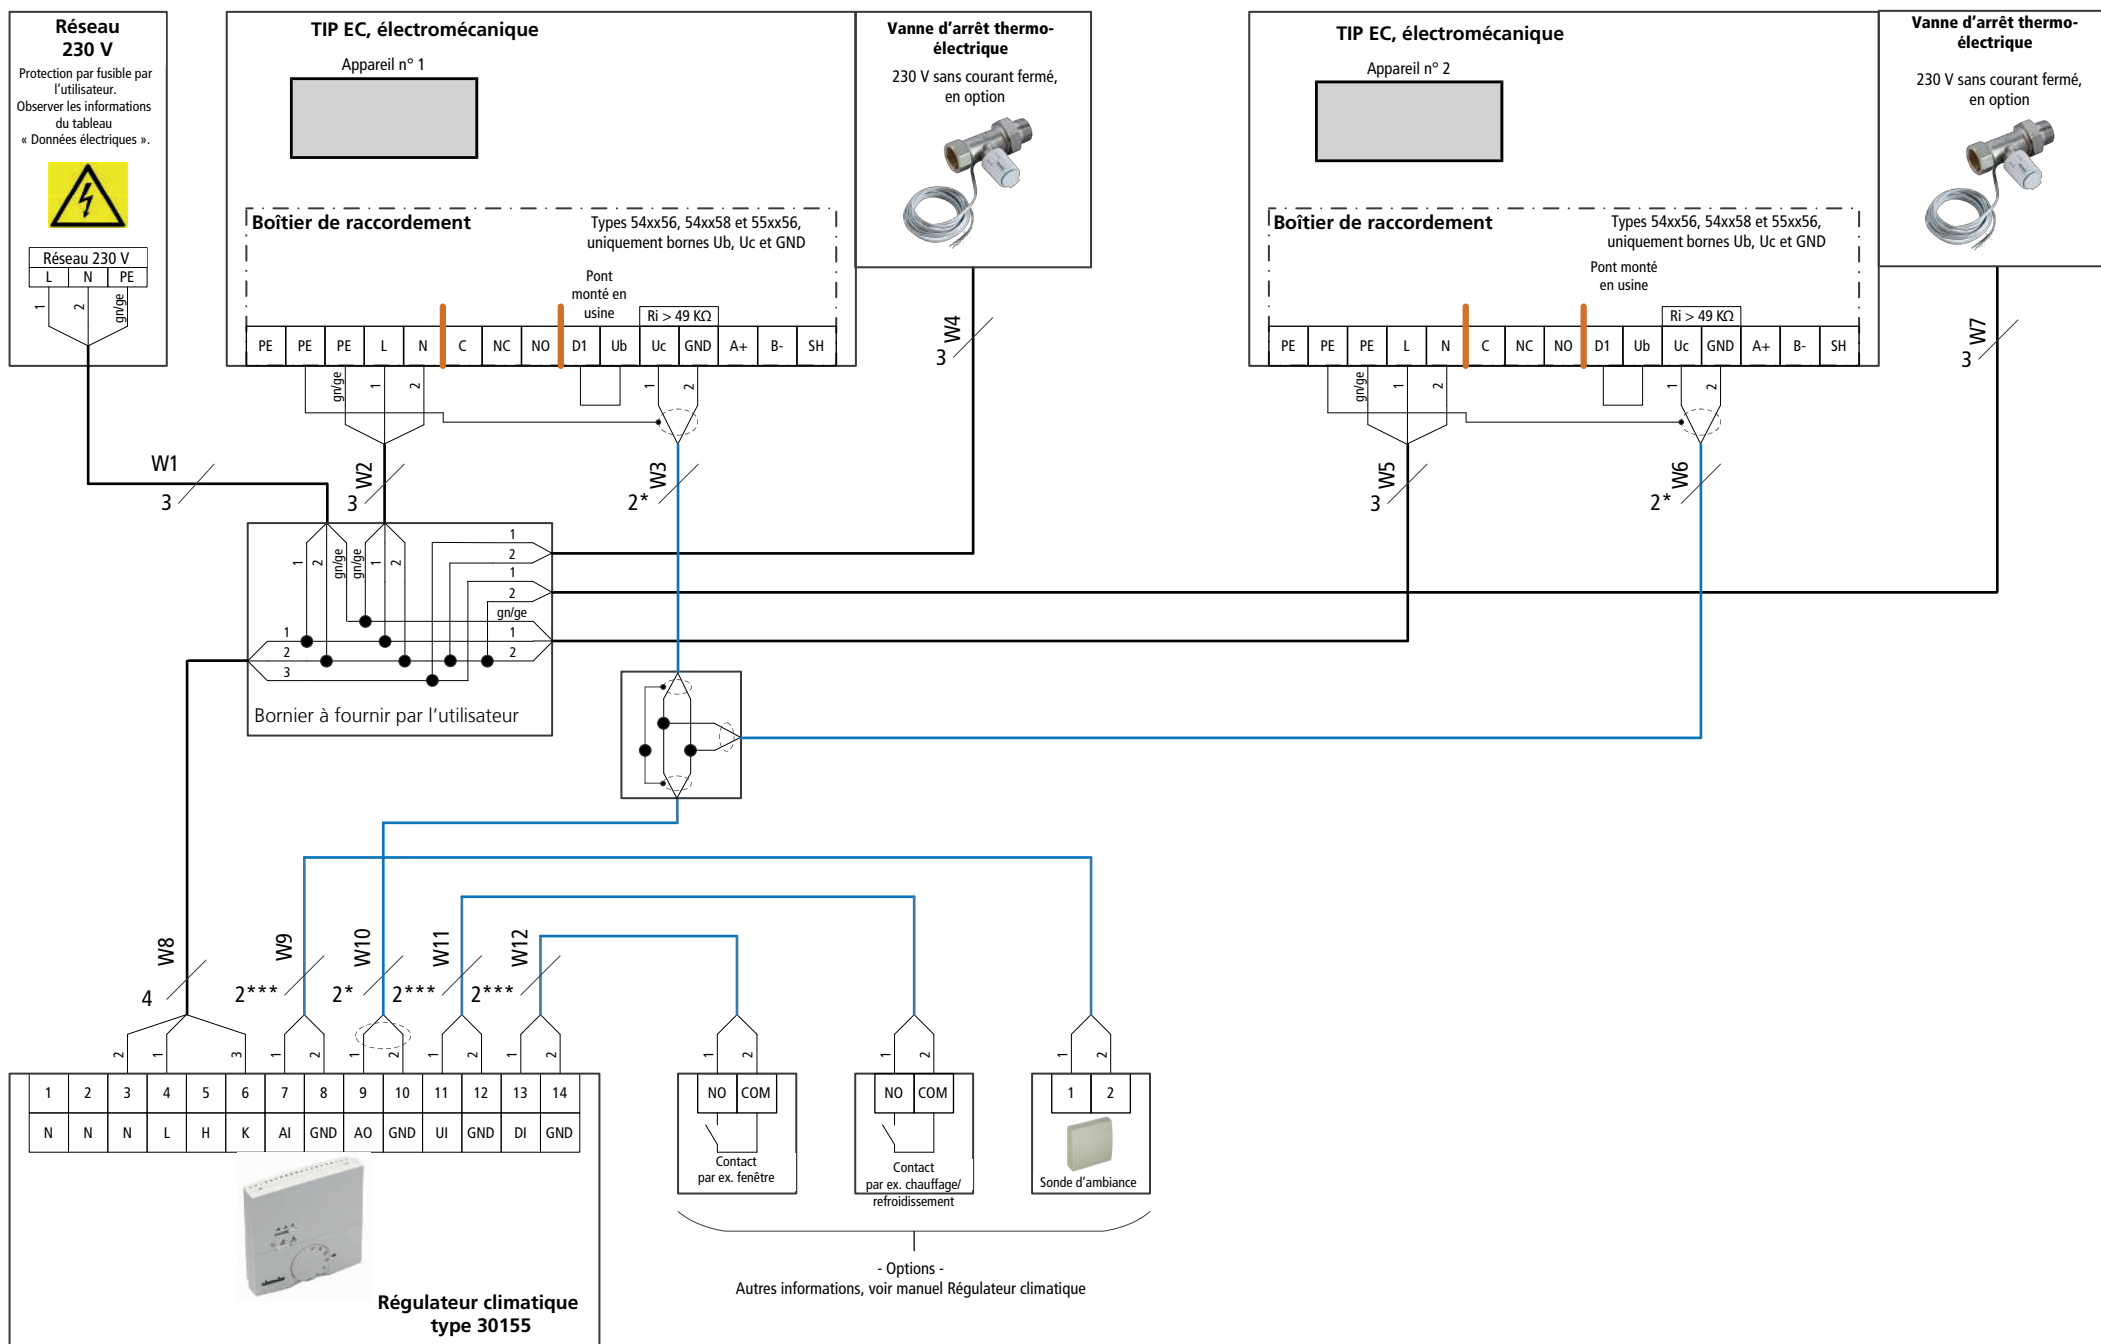 Réseau
230 V
Protection par fusible par
l'utilisateur.
Observer les informations
du tableau
« Données électriques ».
Réseau 230 V
L N PE
1 2 gn/ge
TIP EC, électromécanique
Appareil n° 1
Boîtier de raccordement
Types 54xx56, 54xx58 et 55xx56,
uniquement bornes Ub, Uc et GND
Pont
monté en
usine
Ri > 49 KΩ
PE PE PE L N C NC NO D1 Ub Uc GND A+ B- SH
gn/ge 1 2 1 2
Vanne d'arrêt thermo-
électrique
230 V sans courant fermé,
en option
TIP EC, électromécanique
Appareil n° 2
Boîtier de raccordement
Types 54xx56, 54xx58 et 55xx56,
uniquement bornes Ub, Uc et GND
Pont monté
en usine
Ri > 49 KΩ
PE PE PE L N C NC NO D1 Ub Uc GND A+ B- SH
gn/ge 1 2 1 2
Vanne d'arrêt thermo-
électrique
230 V sans courant fermé,
en option
W1
3
W2
3
W3
2*
W4
3
W5
3
W6
2*
W7
3
1 2 gn/ge gn/ge 1 2
1
2
1
2
gn/ge
1
2
1
2
3
Bornier à fournir par l'utilisateur
W8
4
W9
2***
W10
2*
W11
2***
W12
2***
2 1 3 1 2 1 2 1 2 1 2
1 2 3 4 5 6 7 8 9 10 11 12 13 14
N N N L H K AI GND AO GND UI GND DI GND
Régulateur climatique
type 30155
1 2
NO COM
Contact
par ex. fenêtre
1 2
NO COM
Contact
par ex. chauffage/
refroidissement
1 2
1 2
Sonde d'ambiance
- Options -
Autres informations, voir manuel Régulateur climatique